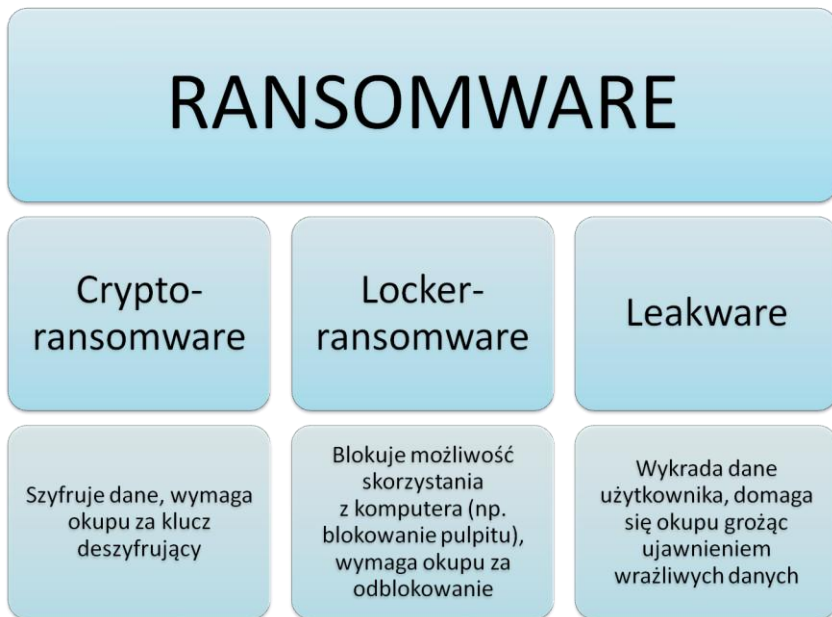 RANSOMWARE
Crypto-
ransomware
Locker-
ransomware
Leakware
Szyfruje dane, wymaga
okupu za klucz
deszyfrujący
Blokuje możliwość
skorzystania
z komputera (np.
blokowanie pulpitu),
wymaga okupu za
odblokowanie
Wykrada dane
użytkownika, domaga
się okupu grożąc
ujawnieniem
wrażliwych danych